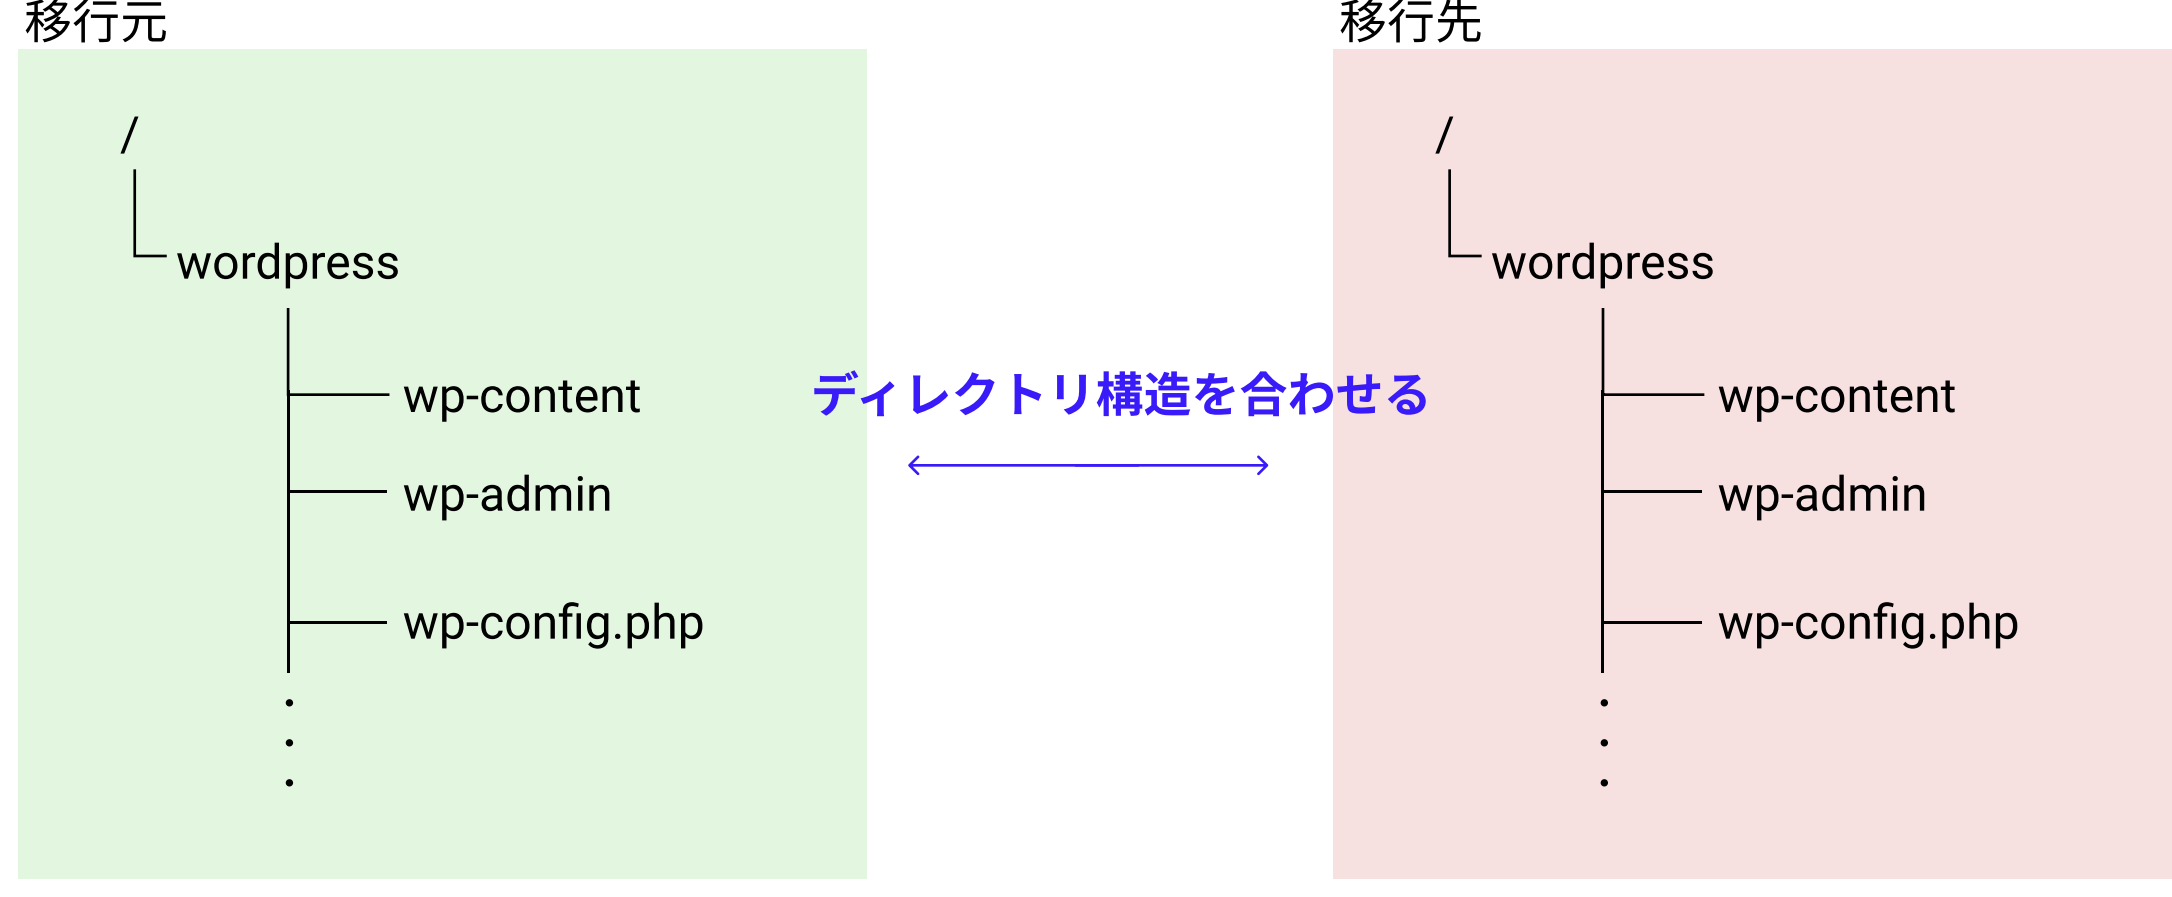 移行元
/
wordpress
wp-content
wp-admin
wp-config.php
・
・
・
ディレクトリ構造を合わせる
移行先
/
wordpress
wp-content
wp-admin
wp-config.php
・
・
・